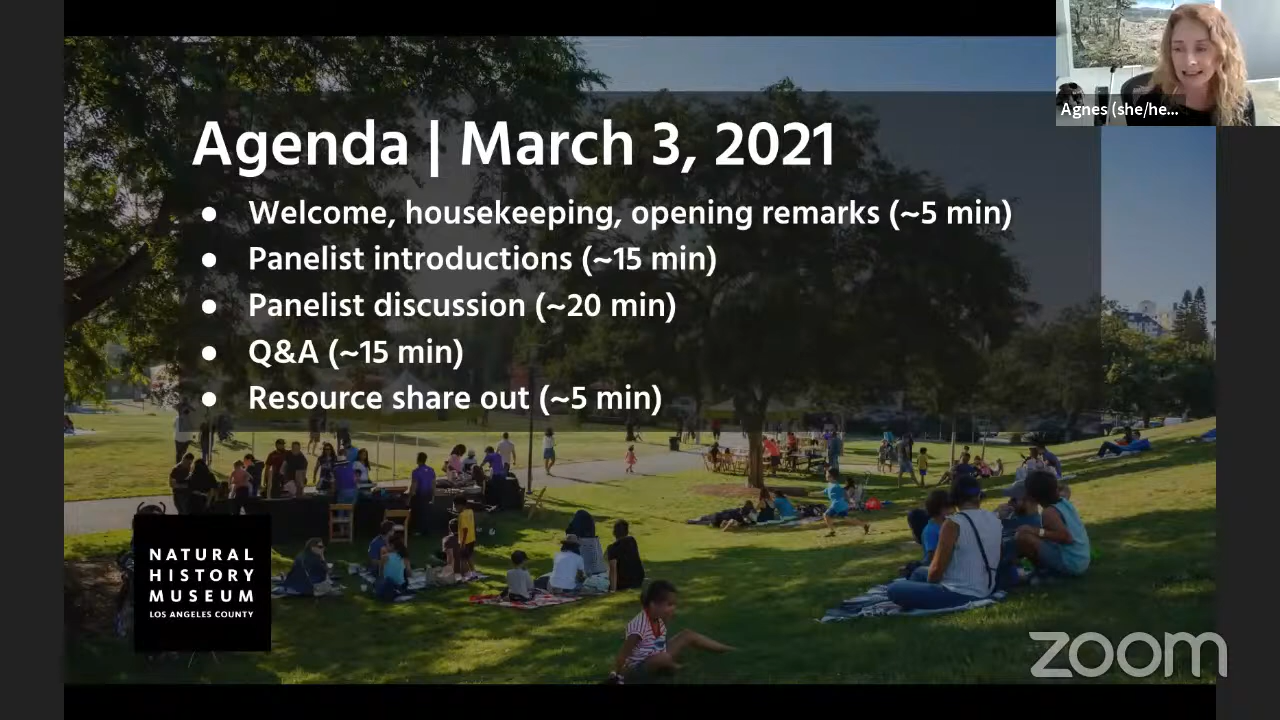 Agnes (she/he...
Agenda | March 3, 2021
● Welcome, housekeeping, opening remarks (~5 min)
● Panelist introductions (~15 min)
● Panelist discussion (~20 min)
● Q&A (~15 min)
● Resource share out (~5 min)
NATURAL
HISTORY
MUSEUM
LOS ANGELES COUNTY
zoom